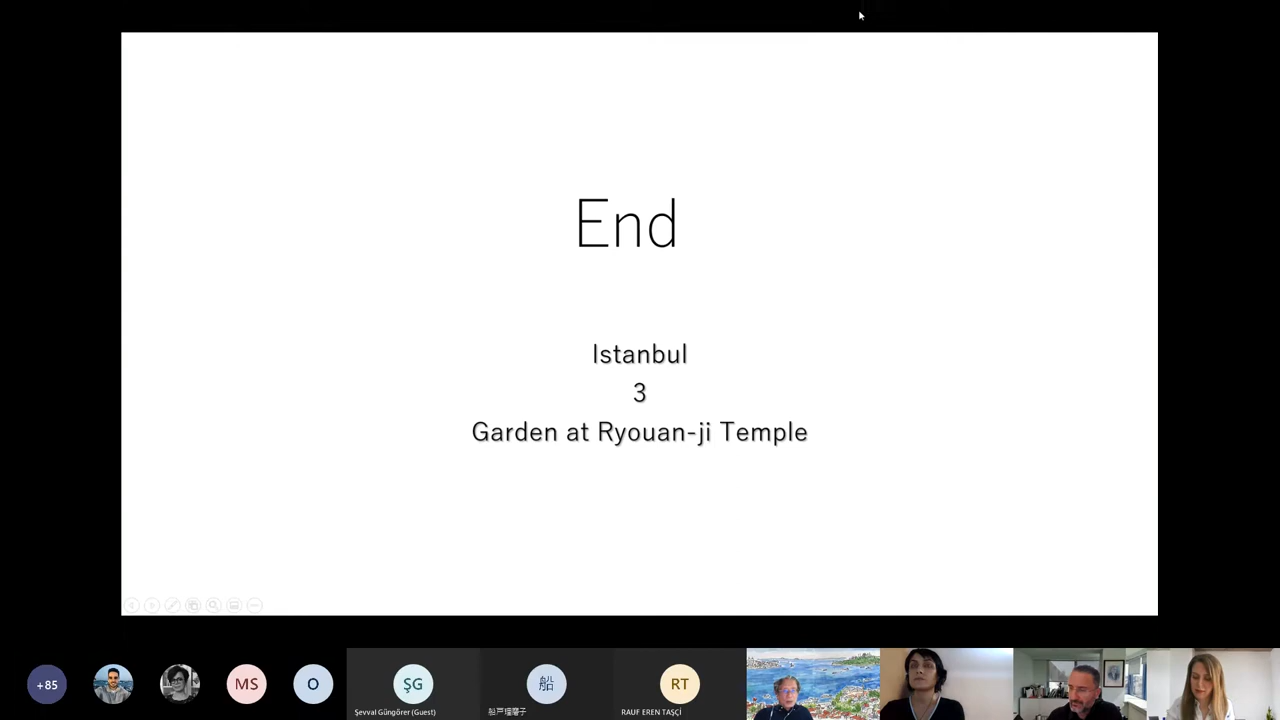 End
Istanbul
3
Garden at Ryouan-ji Temple
+85
MS
O
ŞG
船
RT
Şevval Güngörer (Guest)
RAUF EREN TAŞÇİ